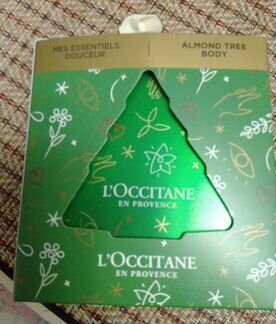 MES ESSENTIELS
DOUCEUR
ALMOND TREE
BODY
L'OCCITANE
EN PROVENCE
L'OCCITANE
EN PROVENCE